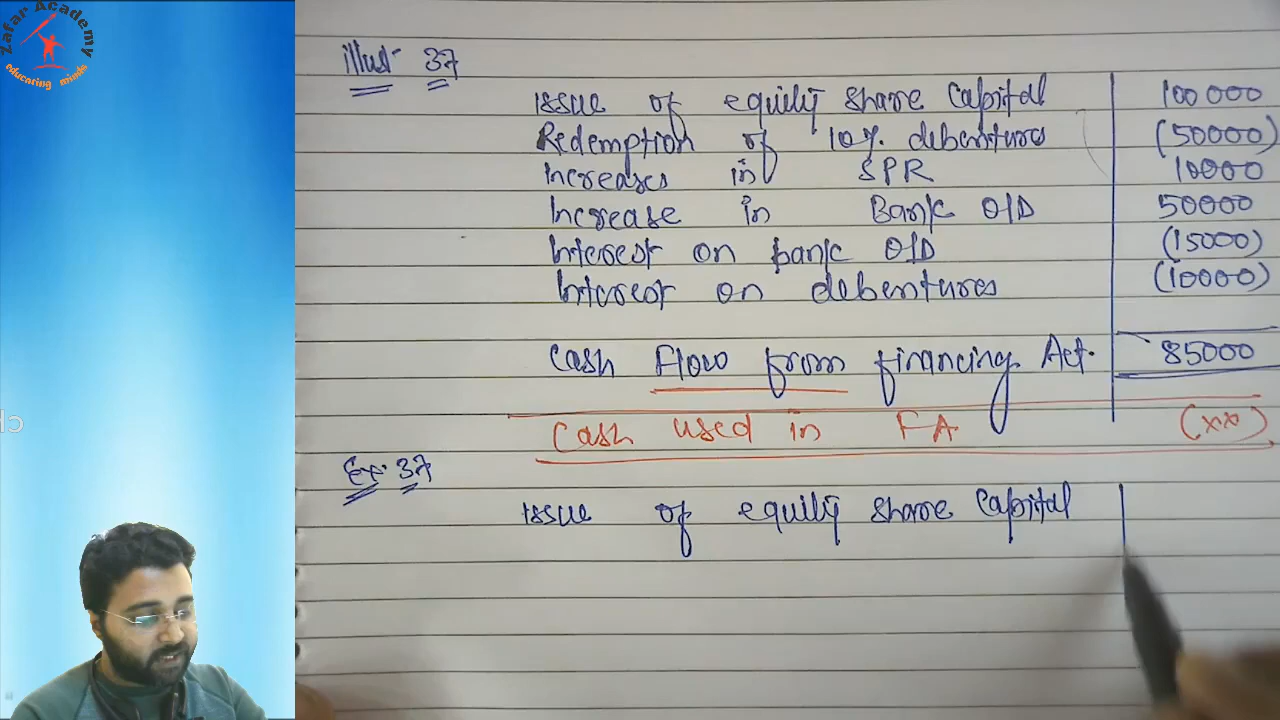 Zafar Academy
educating minds
illust 37
Issue of equity share capital 100000
Redemption of 10%. debentures (50000)
Increases in SPR 10000
Increase in Bank O/D 50000
Interest on bank O/D (15000)
Interest on debentures (10000)
Cash Flow from financing Act. 85000
Cash used in FA (xx)
Ex. 37
Issue of equity share capital